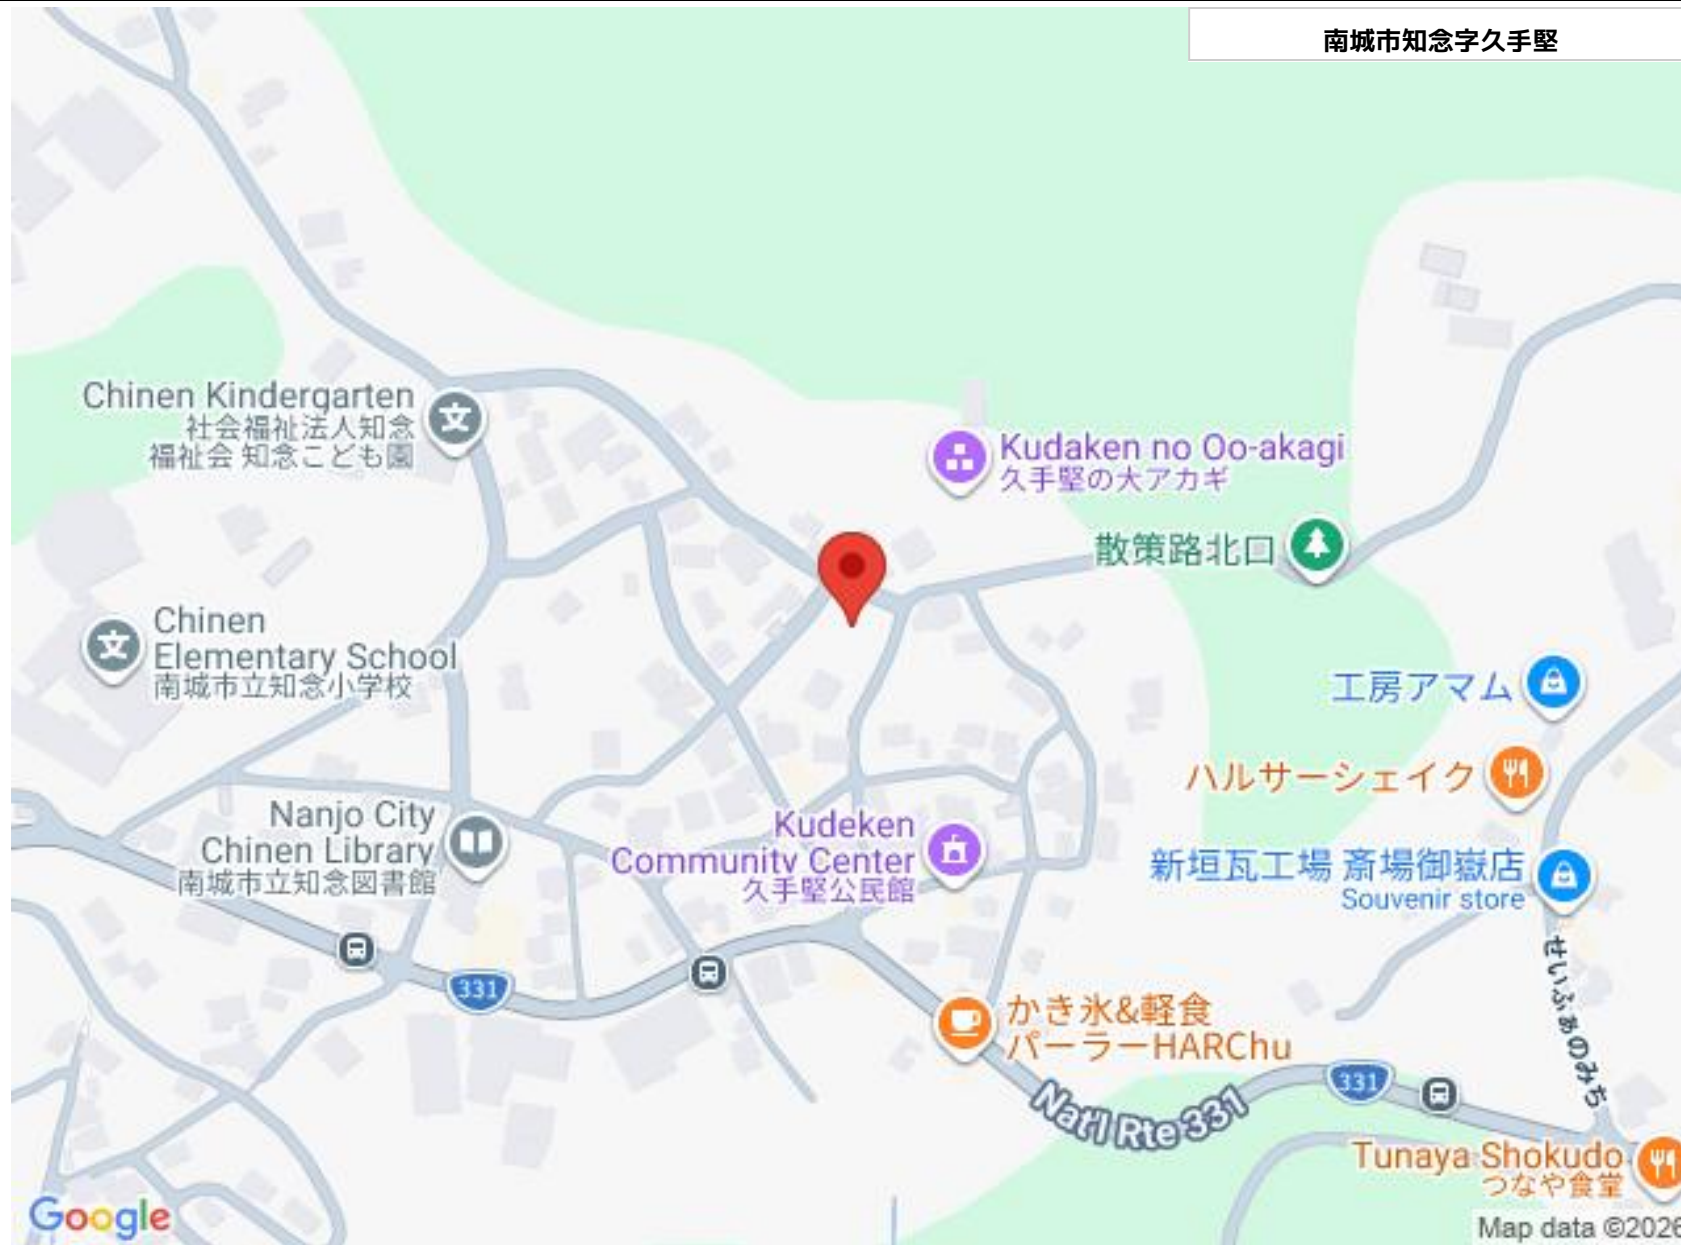 南城市知念字久手堅
Chinen Kindergarten
社会福祉法人知念
福祉会 知念こども園
Kudaken no Oo-akagi
久手堅の大アカギ
散策路北口
Chinen
Elementary School
南城市立知念小学校
工房アマム
ハルサーシェイク
Nanjo City
Chinen Library
南城市立知念図書館
Kudeken
Community Center
久手堅公民館
新垣瓦工場 斎場御嶽店
Souvenir store
せいふぁのみち
331
かき氷&軽食
パーラーHARChu
331
Nat'l Rte 331
Tunaya Shokudo
つなや食堂
Google
Map data ©2026